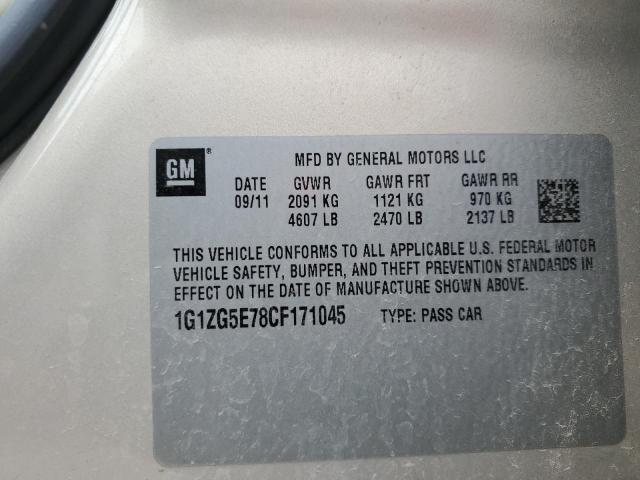 GM ®
MFD BY GENERAL MOTORS LLC
DATE GVWR GAWR FRT GAWR RR
09/11 2091 KG 1121 KG 970 KG
4607 LB 2470 LB 2137 LB
THIS VEHICLE CONFORMS TO ALL APPLICABLE U.S. FEDERAL MOTOR
VEHICLE SAFETY, BUMPER, AND THEFT PREVENTION STANDARDS IN
EFFECT ON THE DATE OF MANUFACTURE SHOWN ABOVE.
1G1ZG5E78CF171045 TYPE: PASS CAR